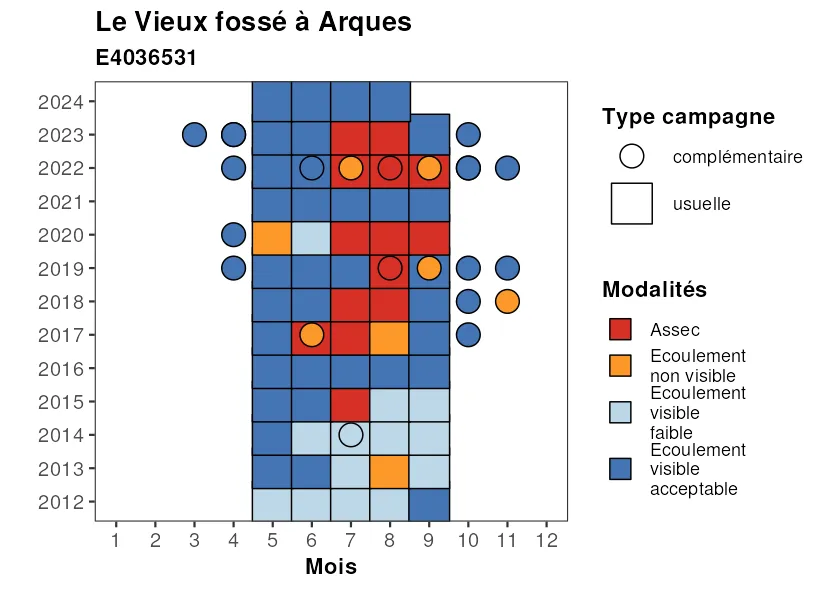 Le Vieux fossé à Arques
E4036531
2024
2023
2022
2021
2020
2019
2018
2017
2016
2015
2014
2013
2012
1 2 3 4 5 6 7 8 9 10 11 12
Mois
Type campagne
complémentaire
usuelle
Modalités
Assec
Ecoulement
non visible
Ecoulement
visible
faible
Ecoulement
visible
acceptable